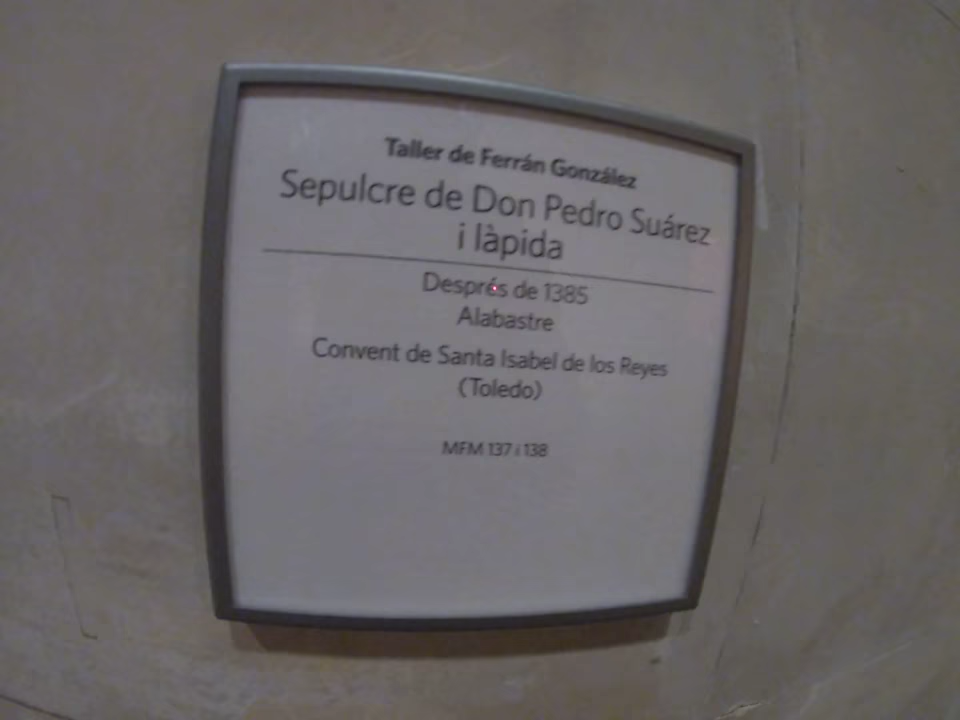 Taller de Ferrán González
Sepulcre de Don Pedro Suárez
i làpida
Després de 1385
Alabastre
Convent de Santa Isabel de los Reyes
(Toledo)
MFM 137 i 138